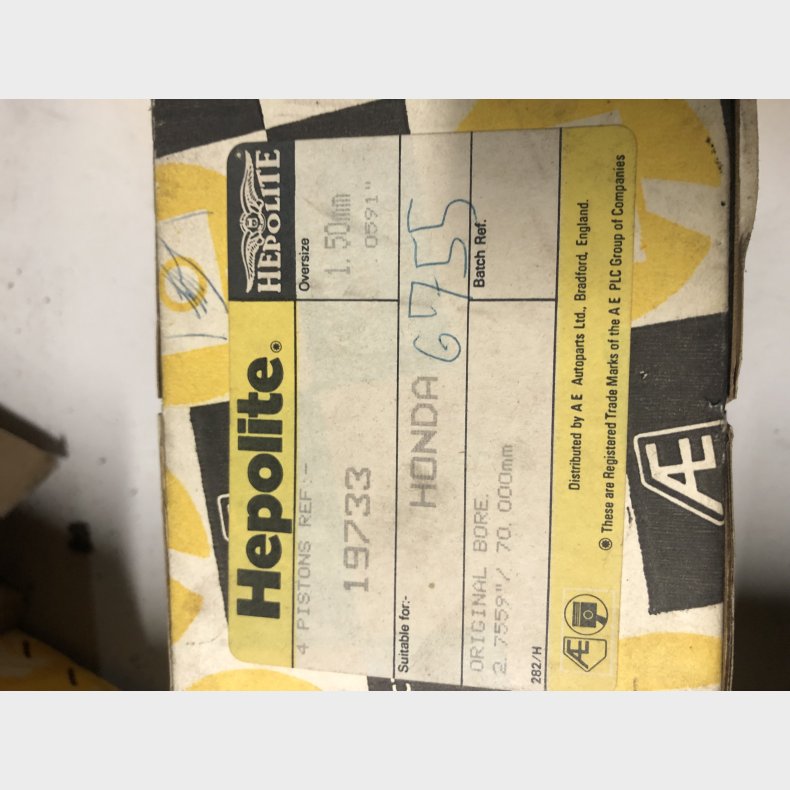 Hepolite.
HEPOLITE
4 PISTONS REF:-
19733
Oversize
1.50mm
0591"
Suitable for:-
HONDA
6755
ORIGINAL BORE.
2.7559"/ 70.000mm
Batch Ref.
282/H
AE
Distributed by A E Autoparts Ltd., Bradford, England.
These are Registered Trade Marks of the A E PLC Group of Companies
AE